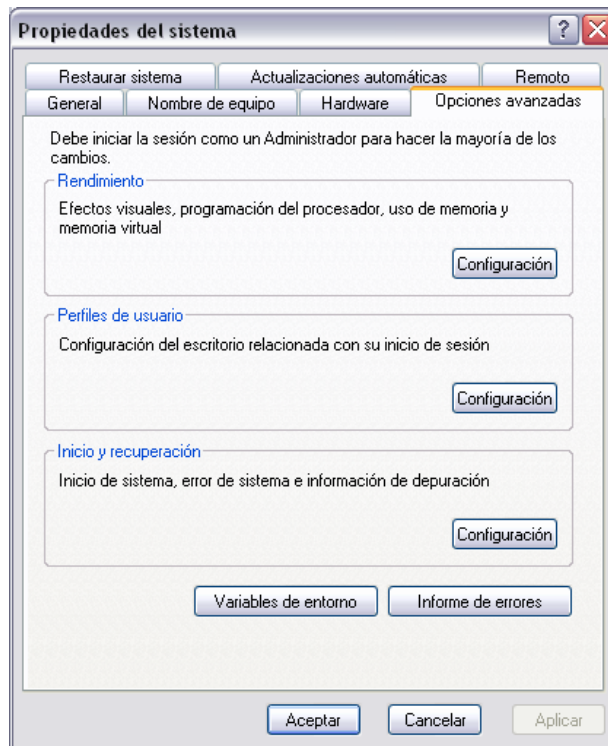 Propiedades del sistema
Restaurar sistema Actualizaciones automáticas Remoto
General Nombre de equipo Hardware Opciones avanzadas
Debe iniciar la sesión como un Administrador para hacer la mayoría de los
cambios.
Rendimiento
Efectos visuales, programación del procesador, uso de memoria y
memoria virtual
Configuración
Perfiles de usuario
Configuración del escritorio relacionada con su inicio de sesión
Configuración
Inicio y recuperación
Inicio de sistema, error de sistema e información de depuración
Configuración
Variables de entorno Informe de errores
Aceptar Cancelar Aplicar